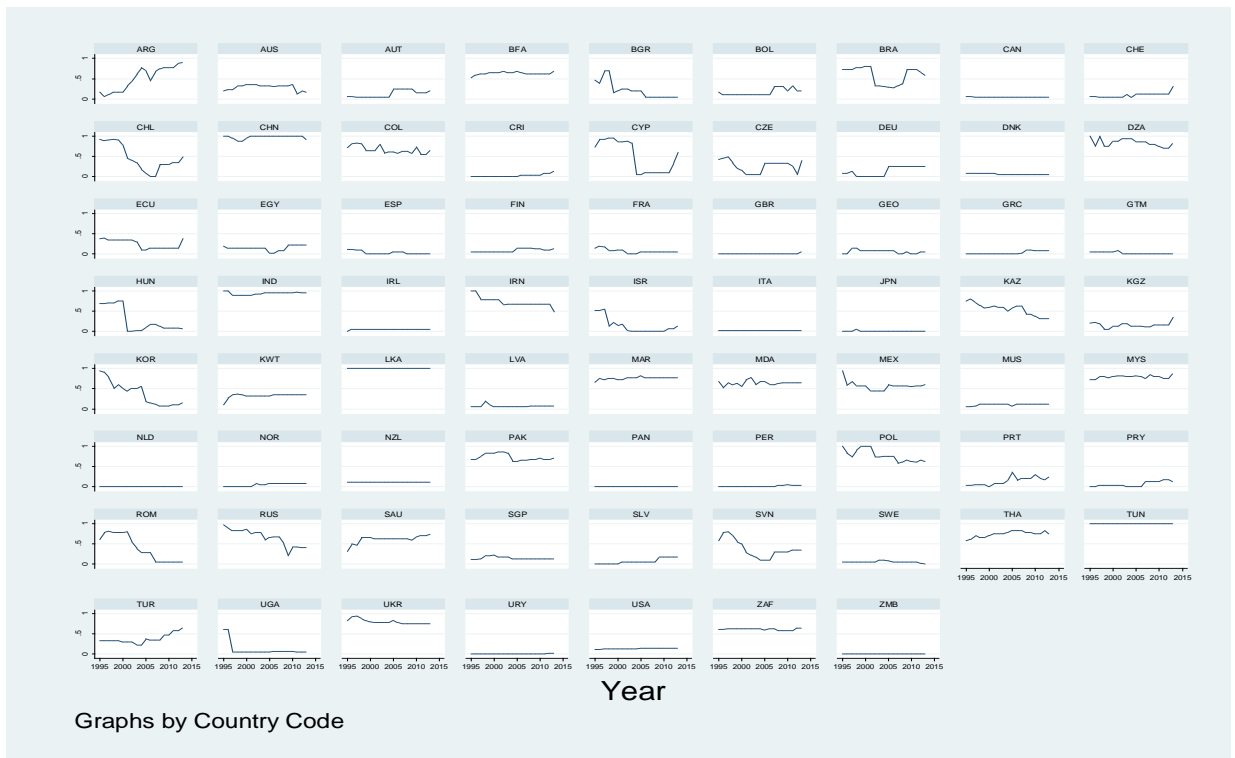 ARG AUS AUT BFA BGR BOL BRA CAN CHE
0 .5 1
CHL CHN COL CRI CYP CZE DEU DNK DZA
0 .5 1
ECU EGY ESP FIN FRA GBR GEO GRC GTM
0 .5 1
HUN IND IRL IRN ISR ITA JPN KAZ KGZ
0 .5 1
KOR KWT LKA LVA MAR MDA MEX MUS MYS
0 .5 1
NLD NOR NZL PAK PAN PER POL PRT PRY
0 .5 1
ROM RUS SAU SGP SLV SVN SWE THA TUN
0 .5 1
1995 2000 2005 2010 2015 1995 2000 2005 2010 2015
TUR UGA UKR URY USA ZAF ZMB
0 .5 1
1995 2000 2005 2010 2015 1995 2000 2005 2010 2015 1995 2000 2005 2010 2015 1995 2000 2005 2010 2015 1995 2000 2005 2010 2015 1995 2000 2005 2010 2015 1995 2000 2005 2010 2015
Year
Graphs by Country Code